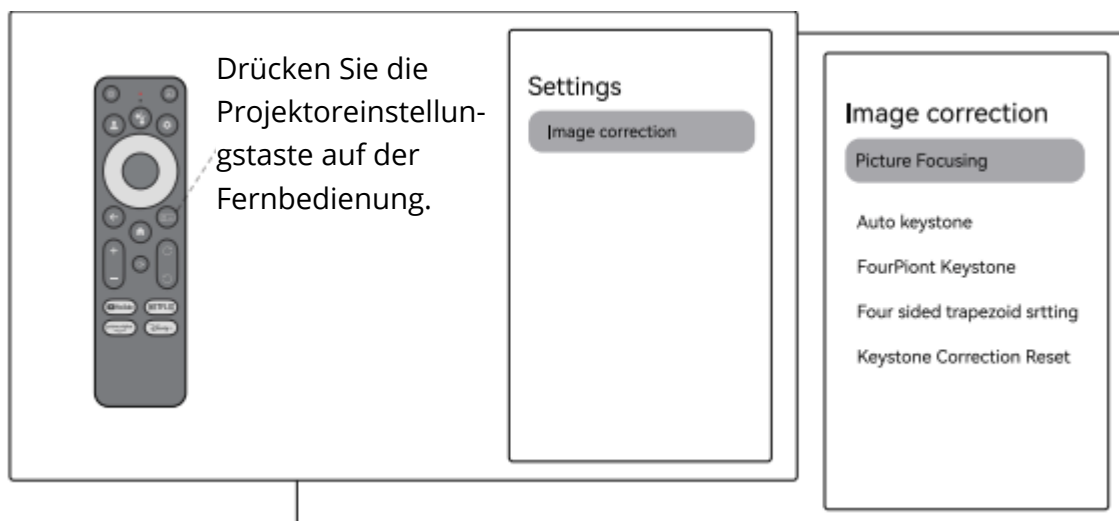 Drücken Sie die
Projektoreinstellun-
gstaste auf der
Fernbedienung.
Settings
Image correction
Image correction
Picture Focusing
Auto keystone
FourPiont Keystone
Four sided trapezoid srtting
Keystone Correction Reset
NETFLIX